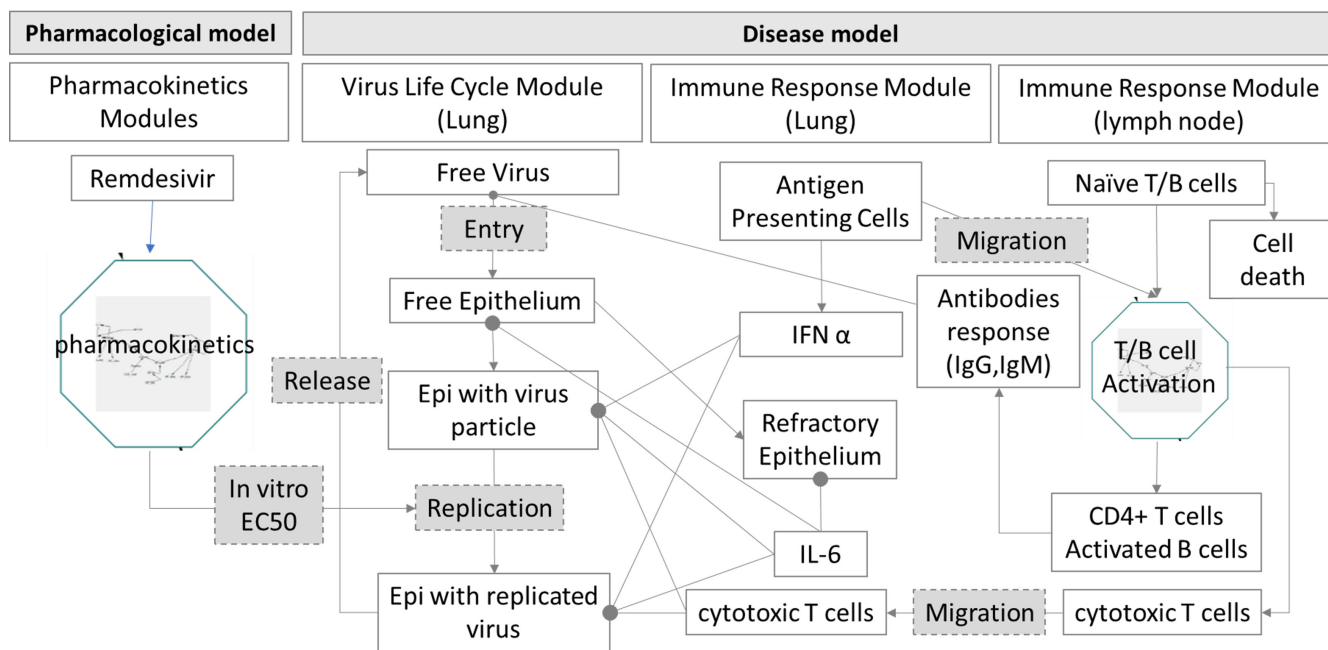 Pharmacological model
Disease model
Pharmacokinetics
Modules
Virus Life Cycle Module
(Lung)
Immune Response Module
(Lung)
Immune Response Module
(lymph node)
Remdesivir
Free Virus
Antigen
Presenting Cells
Naïve T/B cells
Entry
Migration
Cell
death
pharmacokinetics
Free Epithelium
IFN α
Antibodies
response
(IgG,IgM)
T/B cell
Activation
Release
Epi with virus
particle
Refractory
Epithelium
In vitro
EC50
Replication
IL-6
CD4+ T cells
Activated B cells
Epi with replicated
virus
cytotoxic T cells
Migration
cytotoxic T cells